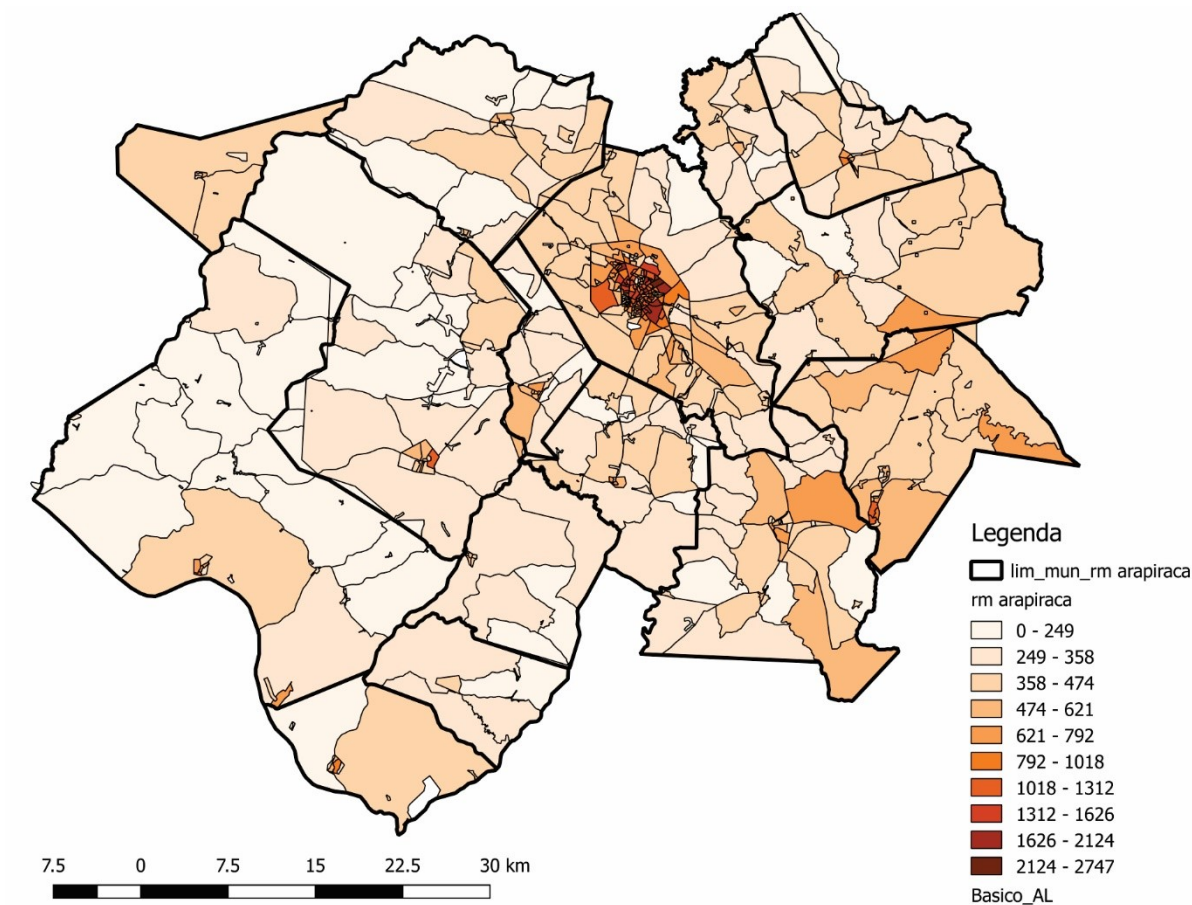 Legenda
lim_mun_rm arapiraca
rm arapiraca
0 - 249
249 - 358
358 - 474
474 - 621
621 - 792
792 - 1018
1018 - 1312
1312 - 1626
1626 - 2124
2124 - 2747
Basico_AL
7.5 0 7.5 15 22.5 30 km